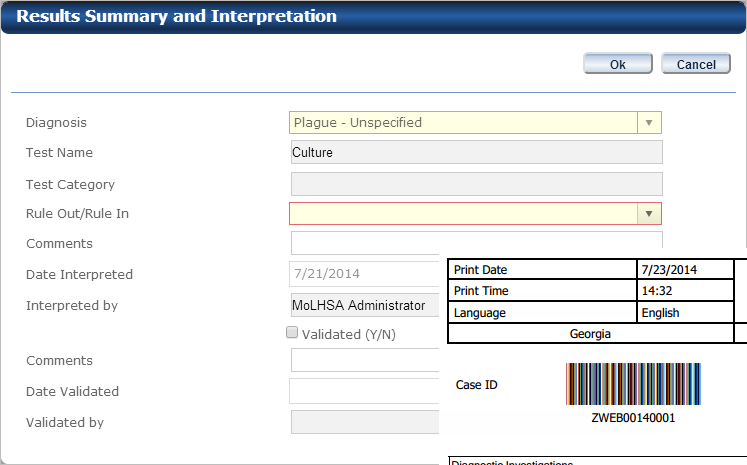 Results Summary and Interpretation
Ok Cancel
Diagnosis Plague - Unspecified
Test Name Culture
Test Category
Rule Out/Rule In
Comments
Date Interpreted 7/21/2014
Interpreted by MoLHSA Administrator
Validated (Y/N)
Comments
Date Validated
Validated by
Print Date 7/23/2014
Print Time 14:32
Language English
Georgia
Case ID
ZWEB00140001
Diagnostic Investigations